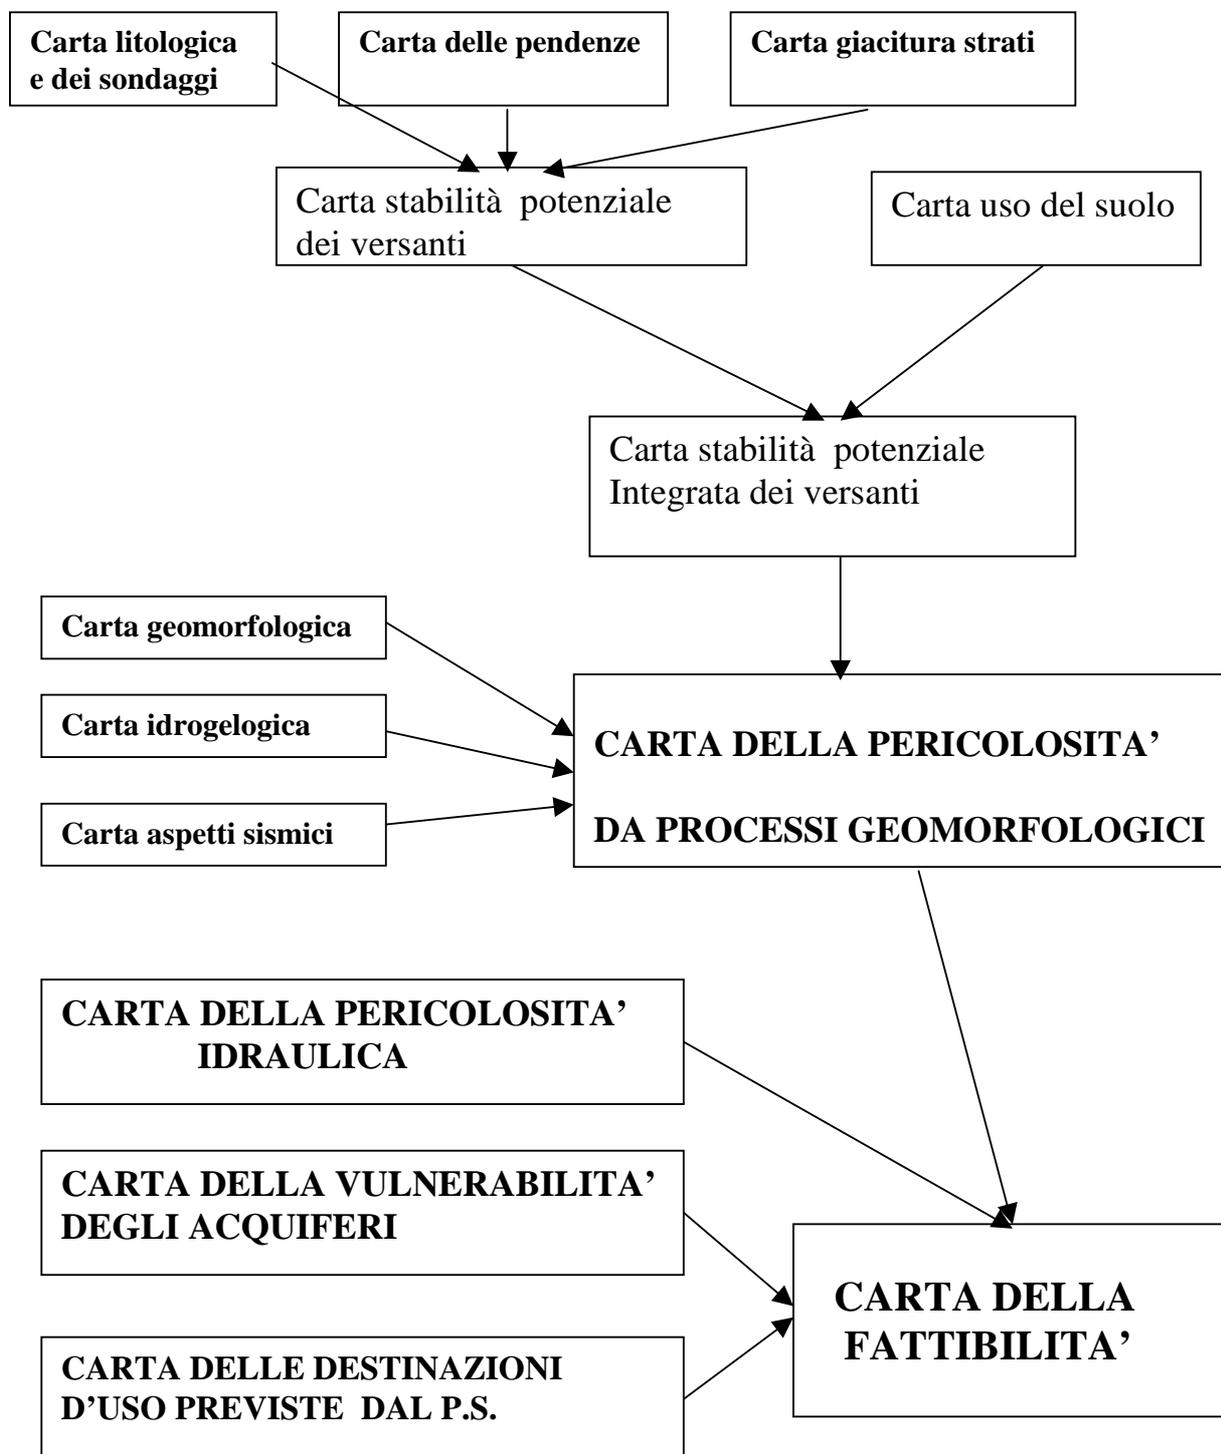 Carta litologica
e dei sondaggi
Carta delle pendenze
Carta giacitura strati
Carta stabilità potenziale
dei versanti
Carta uso del suolo
Carta stabilità potenziale
Integrata dei versanti
Carta geomorfologica
Carta idrogelogica
Carta aspetti sismici
CARTA DELLA PERICOLOSITA’
DA PROCESSI GEOMORFOLOGICI
CARTA DELLA PERICOLOSITA’
IDRAULICA
CARTA DELLA VULNERABILITA’
DEGLI ACQUIFERI
CARTA DELLE DESTINAZIONI
D’USO PREVISTE DAL P.S.
CARTA DELLA
FATTIBILITA’